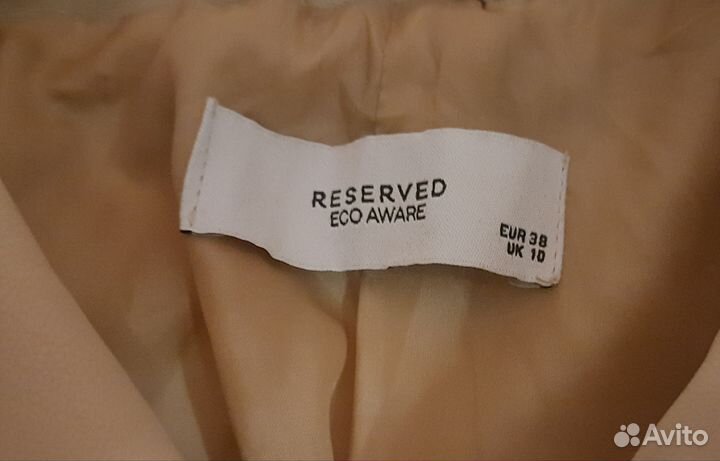 RESERVED
ECO AWARE
EUR 38
UK 10
Avito